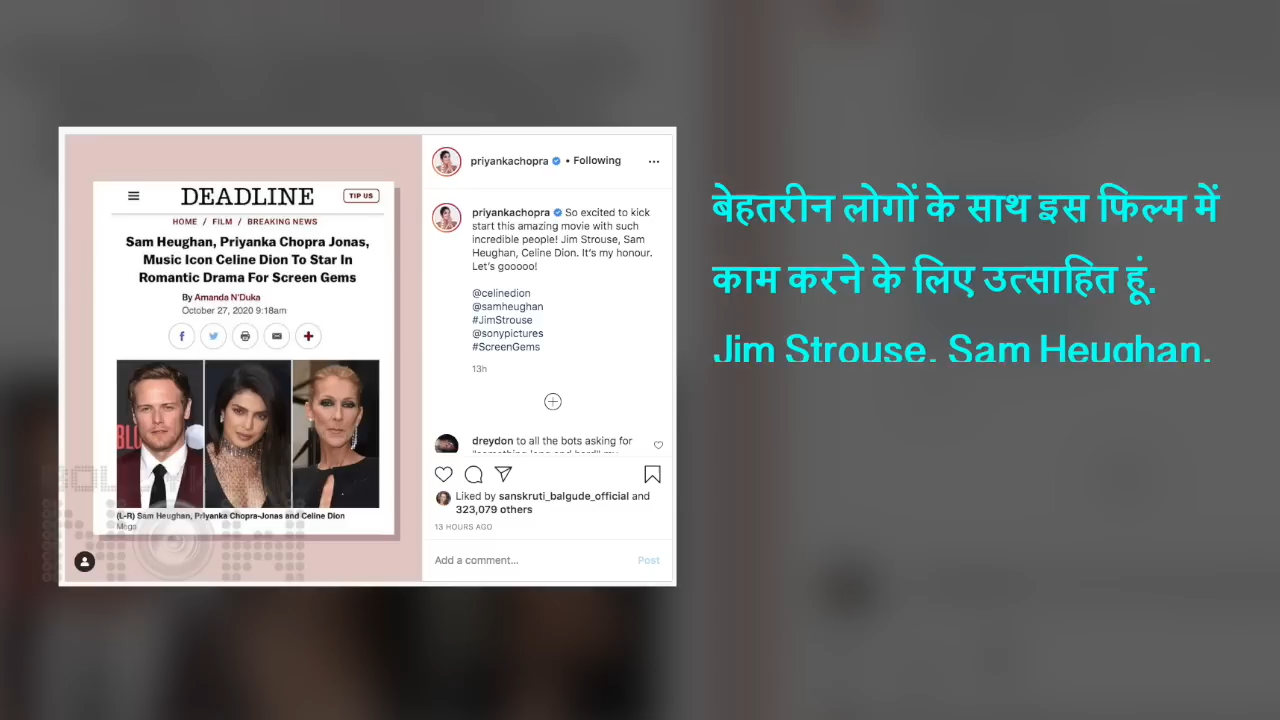 DEADLINE
TIP US
HOME / FILM / BREAKING NEWS
Sam Heughan, Priyanka Chopra Jonas,
Music Icon Celine Dion To Star In
Romantic Drama For Screen Gems
By Amanda N'Duka
October 27, 2020 9:18am
(L-R) Sam Heughan, Priyanka Chopra-Jonas and Celine Dion
Mega
priyankachopra • Following
priyankachopra So excited to kick
start this amazing movie with such
incredible people! Jim Strouse, Sam
Heughan, Celine Dion. It's my honour.
Let's gooooo!
@celinedion
@samheughan
#JimStrouse
@sonypictures
#ScreenGems
13h
dreydon to all the bots asking for
Liked by sanskruti_balgude_official and
323,079 others
13 HOURS AGO
Add a comment...
Post
बेहतरीन लोगों के साथ इस फिल्म में
काम करने के लिए उत्साहित हूं.
Jim Strouse, Sam Heughan,